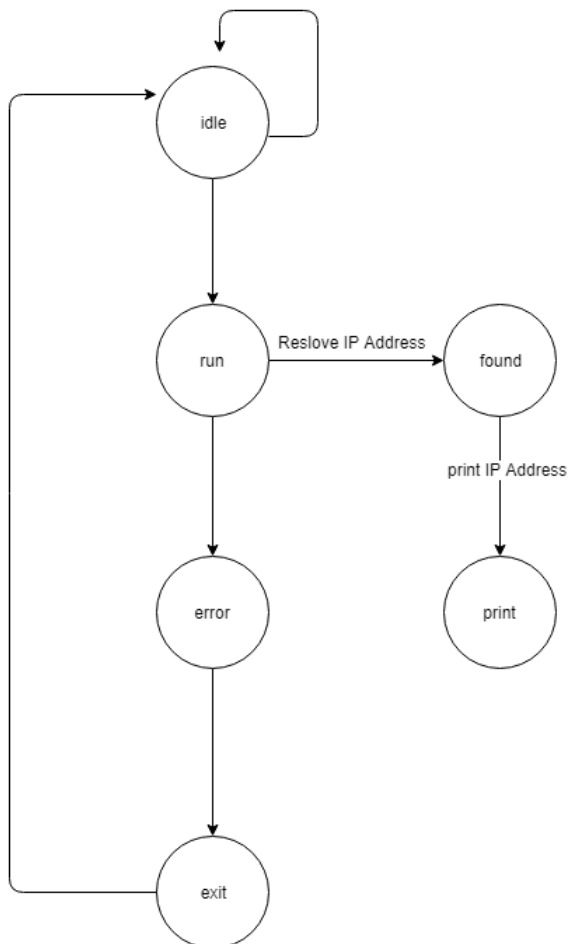 idle
run
Reslove IP Address
found
print IP Address
error
print
exit